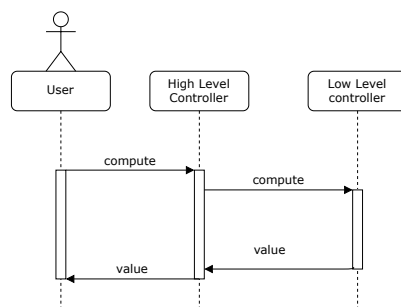 User
High Level
Controller
Low Level
controller
compute
compute
value
value